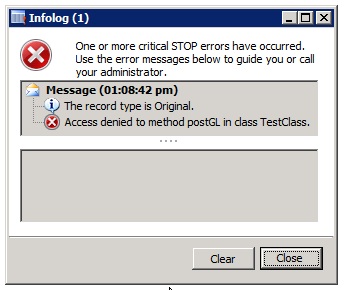 Infolog (1)
One or more critical STOP errors have occurred.
Use the error messages below to guide you or call
your administrator.
Message (01:08:42 pm)
The record type is Original.
Access denied to method postGL in class TestClass.
Clear
Close